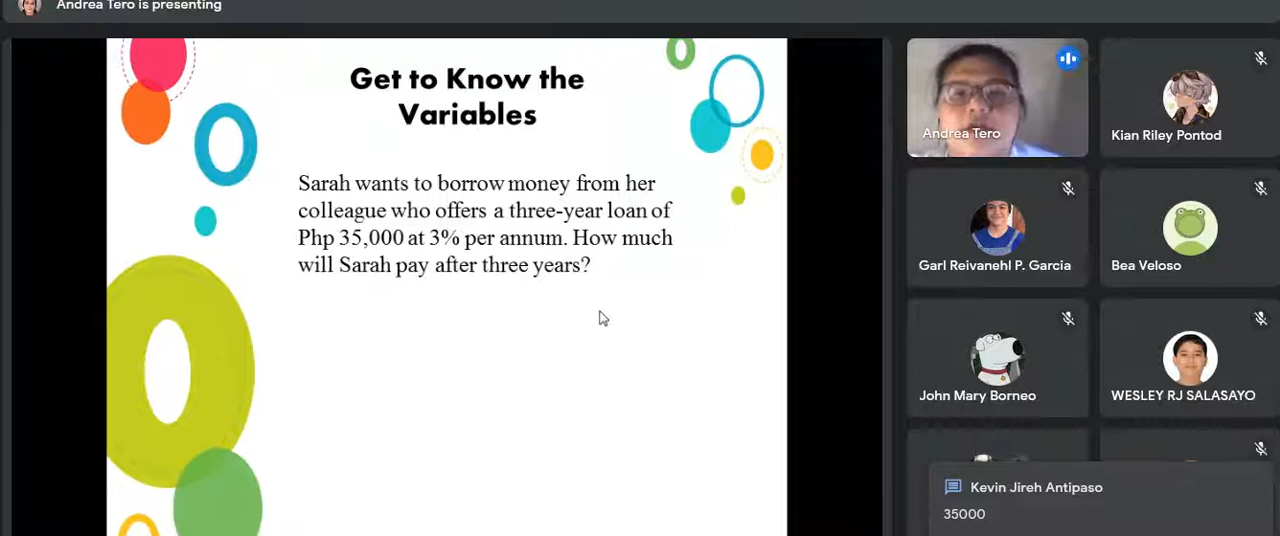 Andrea Tero is presenting
Get to Know the
Variables
Sarah wants to borrow money from her
colleague who offers a three-year loan of
Php 35,000 at 3% per annum. How much
will Sarah pay after three years?
Andrea Tero
Kian Riley Pontod
Garl Reivanehl P. Garcia
Bea Veloso
John Mary Borneo
WESLEY RJ SALASAYO
Kevin Jireh Antipaso
35000